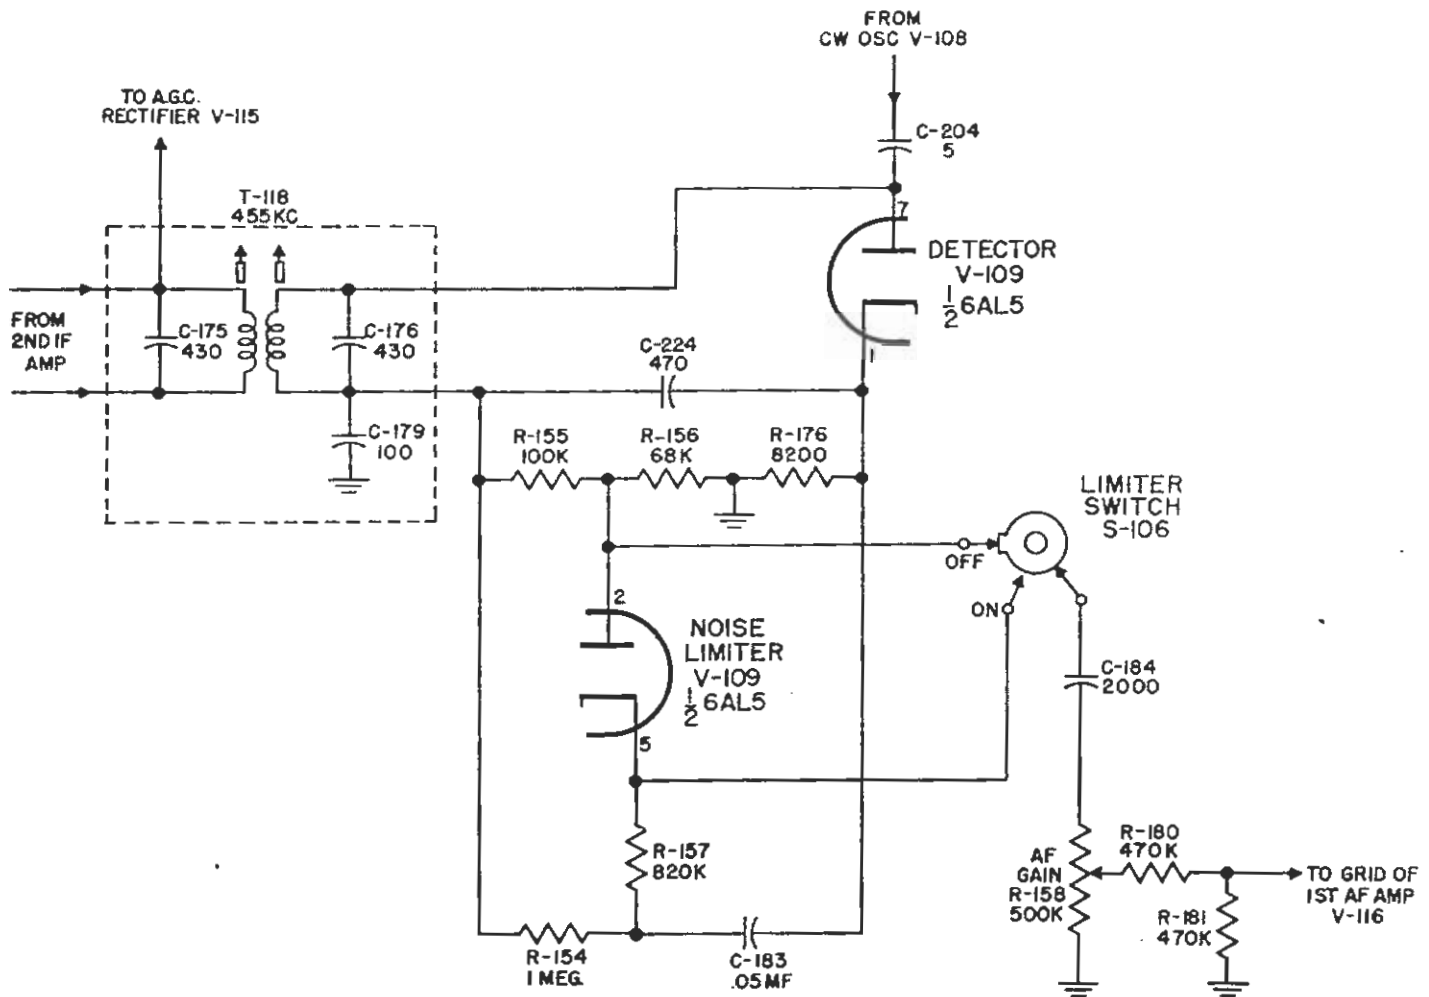 FROM
CW OSC V-108
TO A.G.C.
RECTIFIER V-115
C-204
5
T-118
455KC
7
DETECTOR
V-109
1/2 6AL5
FROM
2ND IF
AMP
C-175
430
C-176
430
C-224
470
1
C-179
100
R-155
100K
R-156
68K
R-176
8200
LIMITER
SWITCH
S-106
OFF
ON
2
NOISE
LIMITER
V-109
1/2 6AL5
5
C-184
2000
R-157
820K
AF
GAIN
R-158
500K
R-180
470K
TO GRID OF
1ST AF AMP
V-116
R-181
470K
R-154
1 MEG.
C-183
.05MF